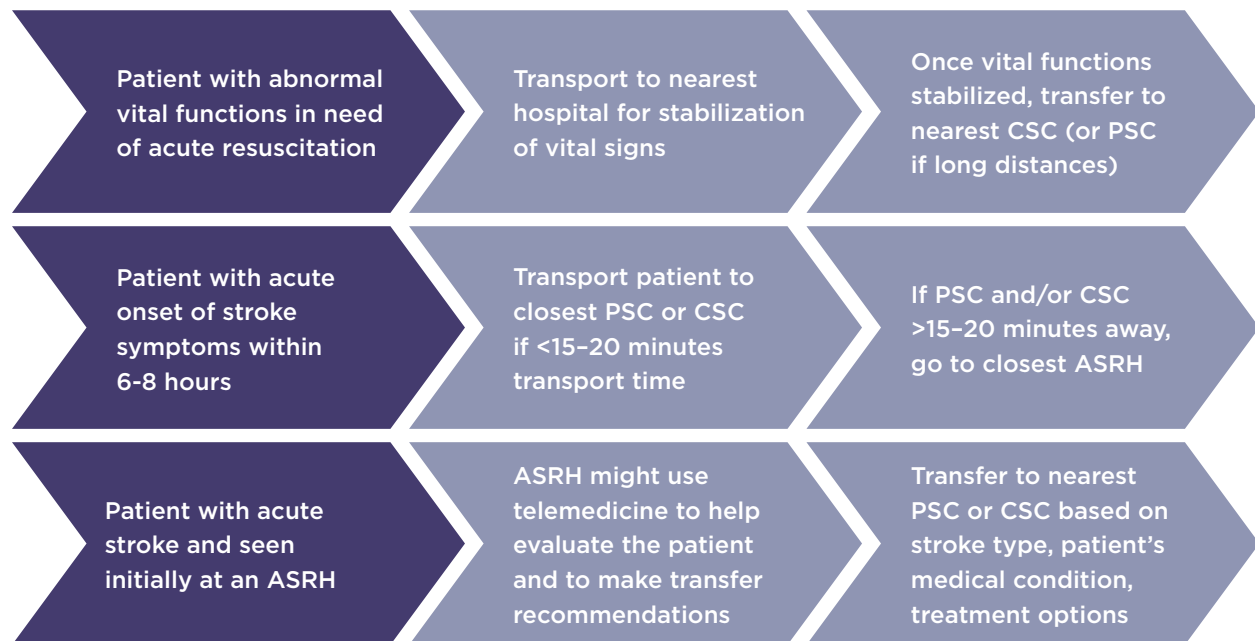 Patient with abnormal
vital functions in need
of acute resuscitation
Transport to nearest
hospital for stabilization
of vital signs
Once vital functions
stabilized, transfer to
nearest CSC (or PSC
if long distances)
Patient with acute
onset of stroke
symptoms within
6-8 hours
Transport patient to
closest PSC or CSC
if <15–20 minutes
transport time
If PSC and/or CSC
>15–20 minutes away,
go to closest ASRH
Patient with acute
stroke and seen
initially at an ASRH
ASRH might use
telemedicine to help
evaluate the patient
and to make transfer
recommendations
Transfer to nearest
PSC or CSC based on
stroke type, patient’s
medical condition,
treatment options